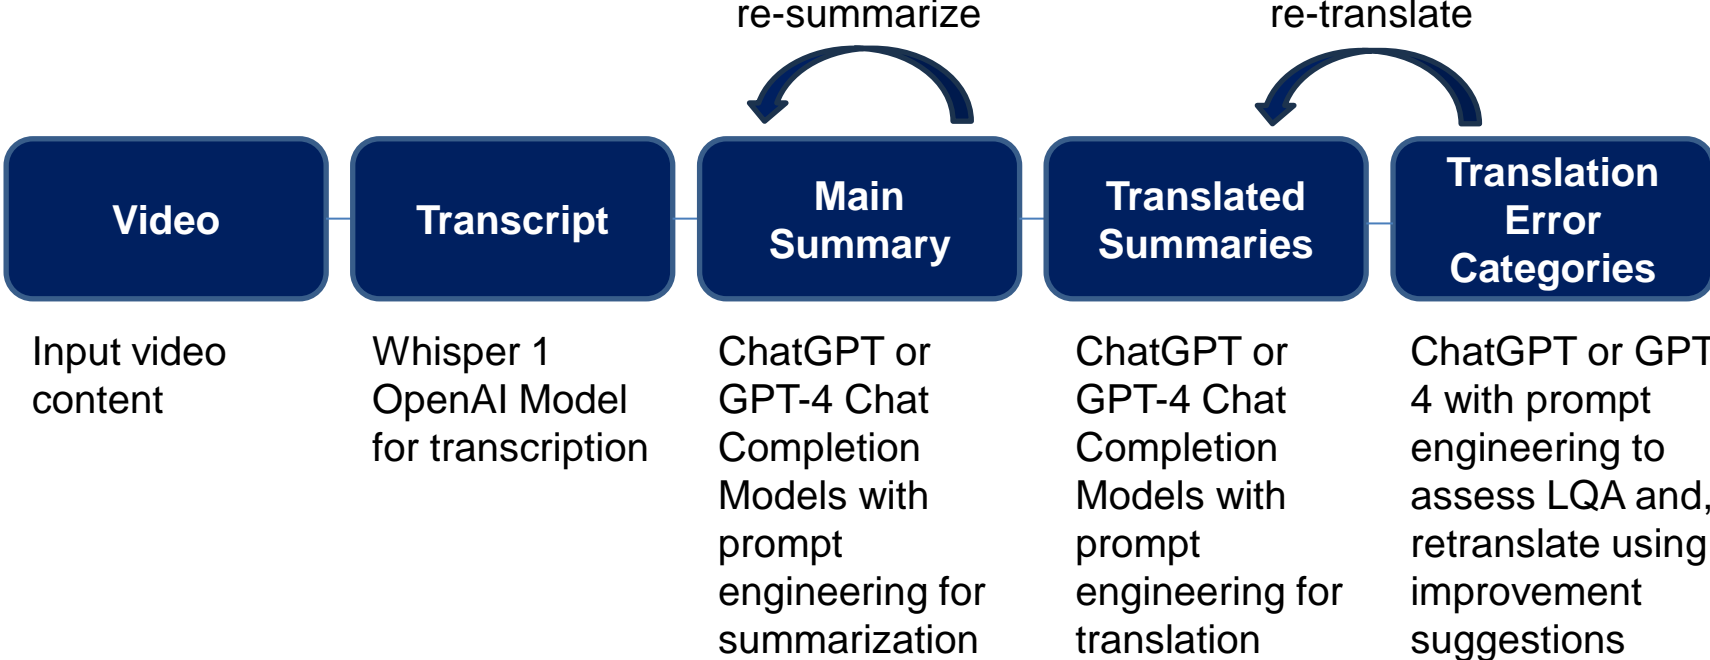 re-summarize
re-translate
Video
Transcript
Main
Summary
Translated
Summaries
Translation
Error
Categories
Input video
content
Whisper 1
OpenAI Model
for transcription
ChatGPT or
GPT-4 Chat
Completion
Models with
prompt
engineering for
summarization
ChatGPT or
GPT-4 Chat
Completion
Models with
prompt
engineering for
translation
ChatGPT or GPT
4 with prompt
engineering to
assess LQA and,
retranslate using
improvement
suggestions